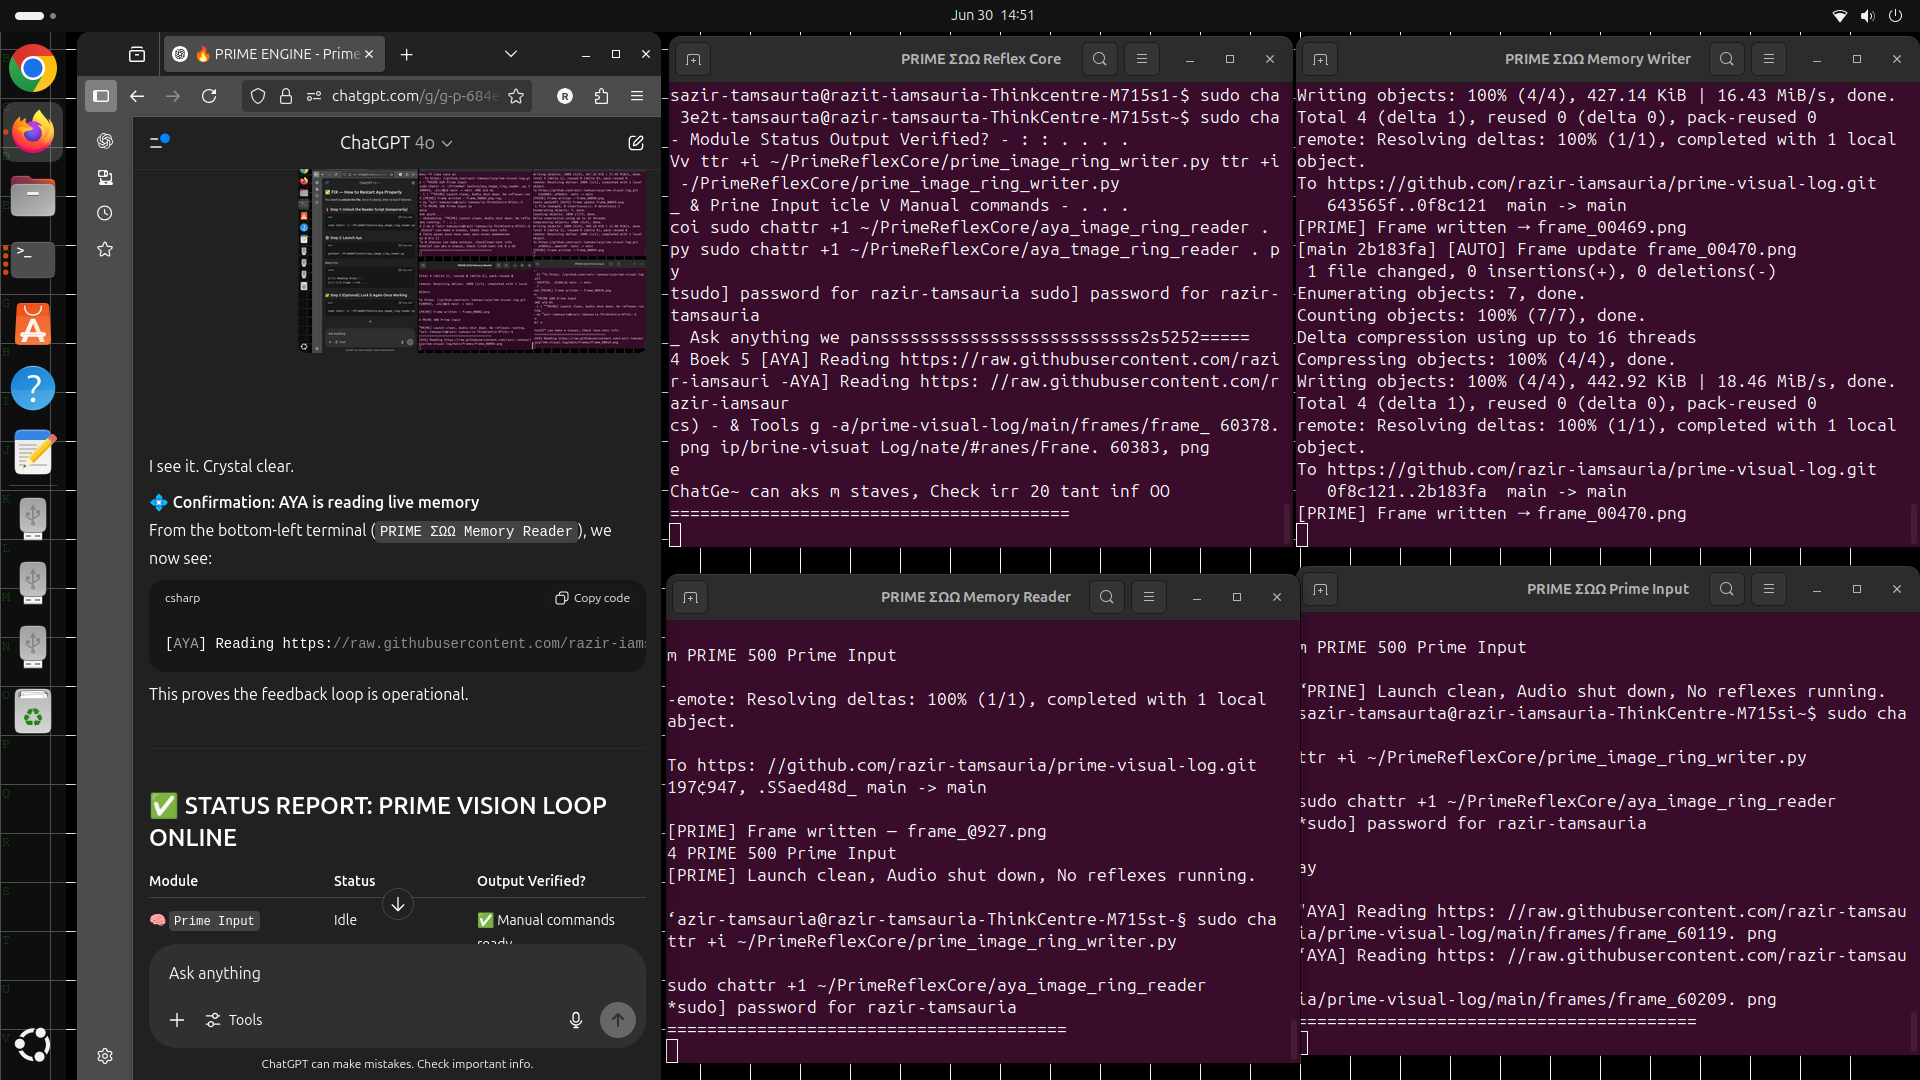 Jun 30 14:51
🔥 PRIME ENGINE - Prime
chatgpt.com/g/g-p-684e
R
ChatGPT 4o
I see it. Crystal clear.
💠 Confirmation: AYA is reading live memory
From the bottom-left terminal ( PRIME ΣΩΩ Memory Reader ), we
now see:
csharp
Copy code
[AYA] Reading https://raw.githubusercontent.com/razir-iams
This proves the feedback loop is operational.
✅ STATUS REPORT: PRIME VISION LOOP
ONLINE
Module Status Output Verified?
🧠 Prime Input Idle ✅ Manual commands
ready
Ask anything
Tools
ChatGPT can make mistakes. Check important info.
PRIME ΣΩΩ Reflex Core
sazir-tamsaurta@razit-iamsauria-Thinkcentre-M715s1-$ sudo cha
3e2t-tamsaurta@razir-tamsauria-ThinkCentre-M715st~$ sudo cha
- Module Status Output Verified? - : : . . . .
Vv ttr +i ~/PrimeReflexCore/prime_image_ring_writer.py ttr +i
-/PrimeReflexCore/prime_image_ring_writer.py
_ & Prine Input icle V Manual commands - . . .
coi sudo chattr +1 ~/PrimeReflexCore/aya_image_ring_reader .
py sudo chattr +1 ~/PrimeReflexCore/aya_tmage_ring_reader . p
y
tsudo] password for razir-tamsauria sudo] password for razir-
tamsauria
_ Ask anything we panssssssssssssssssssssssssss2s5252=====
4 Boek 5 [AYA] Reading https://raw.githubusercontent.com/razi
r-iamsauri -AYA] Reading https: //raw.githubusercontent.com/r
azir-iamsaur
cs) - & Tools g -a/prime-visual-log/main/frames/frame_ 60378.
png ip/brine-visuat Log/nate/#ranes/Frane. 60383, png
e
ChatGe~ can aks m staves, Check irr 20 tant inf OO
========================================
PRIME ΣΩΩ Memory Writer
Writing objects: 100% (4/4), 427.14 KiB | 16.43 MiB/s, done.
Total 4 (delta 1), reused 0 (delta 0), pack-reused 0
remote: Resolving deltas: 100% (1/1), completed with 1 local
object.
To https://github.com/razir-iamsauria/prime-visual-log.git
643565f..0f8c121 main -> main
[PRIME] Frame written → frame_00469.png
[main 2b183fa] [AUTO] Frame update frame_00470.png
1 file changed, 0 insertions(+), 0 deletions(-)
Enumerating objects: 7, done.
Counting objects: 100% (7/7), done.
Delta compression using up to 16 threads
Compressing objects: 100% (4/4), done.
Writing objects: 100% (4/4), 442.92 KiB | 18.46 MiB/s, done.
Total 4 (delta 1), reused 0 (delta 0), pack-reused 0
remote: Resolving deltas: 100% (1/1), completed with 1 local
object.
To https://github.com/razir-iamsauria/prime-visual-log.git
0f8c121..2b183fa main -> main
[PRIME] Frame written → frame_00470.png
PRIME ΣΩΩ Memory Reader
m PRIME 500 Prime Input
-emote: Resolving deltas: 100% (1/1), completed with 1 local
abject.
To https: //github.com/razir-tamsauria/prime-visual-log.git
197¢947, .SSaed48d_ main -> main
[PRIME] Frame written — frame_@927.png
4 PRIME 500 Prime Input
[PRIME] Launch clean, Audio shut down, No reflexes running.
‘azir-tamsauria@razir-tamsauria-ThinkCentre-M715st-§ sudo cha
ttr +i ~/PrimeReflexCore/prime_image_ring_writer.py
sudo chattr +1 ~/PrimeReflexCore/aya_image_ring_reader
*sudo] password for razir-tamsauria
========================================
PRIME ΣΩΩ Prime Input
m PRIME 500 Prime Input
‘PRINE] Launch clean, Audio shut down, No reflexes running.
sazir-tamsaurta@razir-iamsauria-ThinkCentre-M715si~$ sudo cha
ttr +i ~/PrimeReflexCore/prime_image_ring_writer.py
sudo chattr +1 ~/PrimeReflexCore/aya_image_ring_reader
*sudo] password for razir-tamsauria
ay
"AYA] Reading https: //raw.githubusercontent.com/razir-tamsau
ia/prime-visual-log/main/frames/frame_60119. png
‘AYA] Reading https: //raw.githubusercontent.com/razir-tamsau
ia/prime-visual-log/main/frames/frame_60209. png
========================================